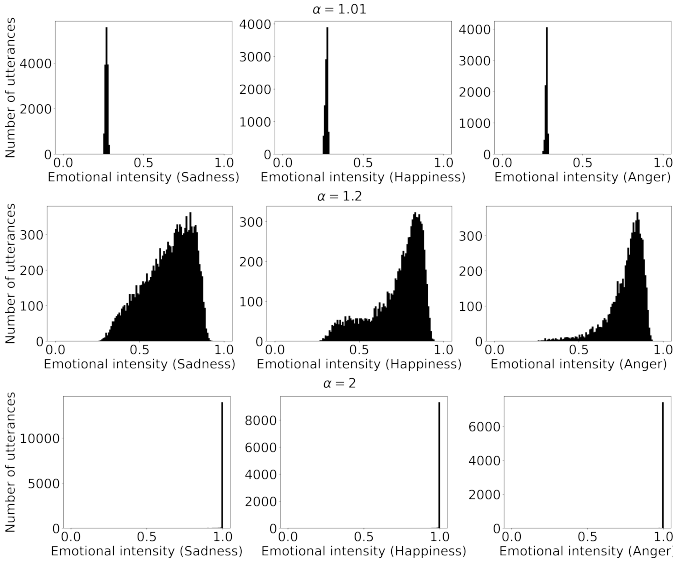 α = 1.01
Number of utterances
4000
2000
0
0.0 0.5 1.0
Emotional intensity (Sadness)
4000
3000
2000
1000
0
0.0 0.5 1.0
Emotional intensity (Happiness)
4000
3000
2000
1000
0
0.0 0.5 1.0
Emotional intensity (Anger)
α = 1.2
Number of utterances
300
200
100
0
0.0 0.5 1.0
Emotional intensity (Sadness)
300
200
100
0
0.0 0.5 1.0
Emotional intensity (Happiness)
300
200
100
0
0.0 0.5 1.0
Emotional intensity (Anger)
α = 2
Number of utterances
10000
5000
0
0.0 0.5 1.0
Emotional intensity (Sadness)
8000
6000
4000
2000
0
0.0 0.5 1.0
Emotional intensity (Happiness)
6000
4000
2000
0
0.0 0.5 1.0
Emotional intensity (Anger)